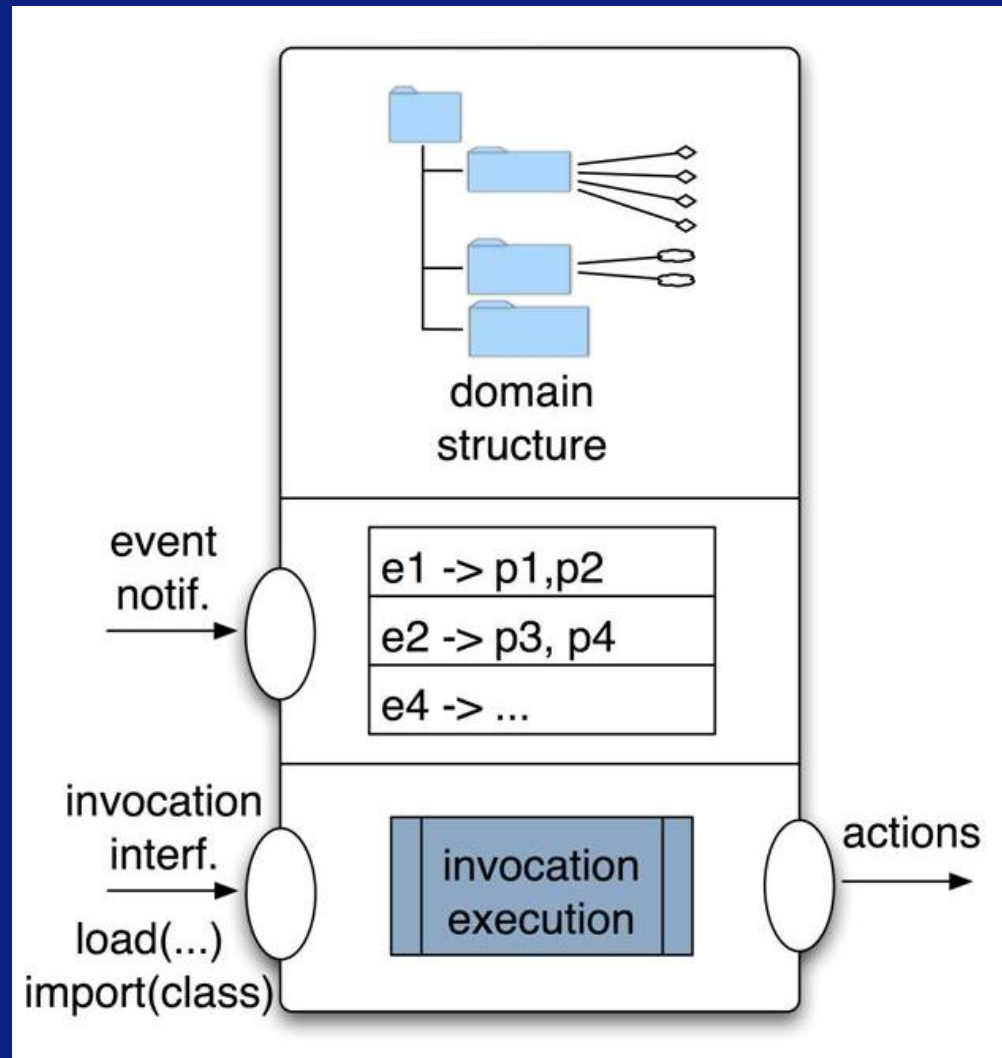 domain
structure
event
notif.
e1 -> p1,p2
e2 -> p3, p4
e4 -> ...
invocation
interf.
load(...)
import(class)
invocation
execution
actions